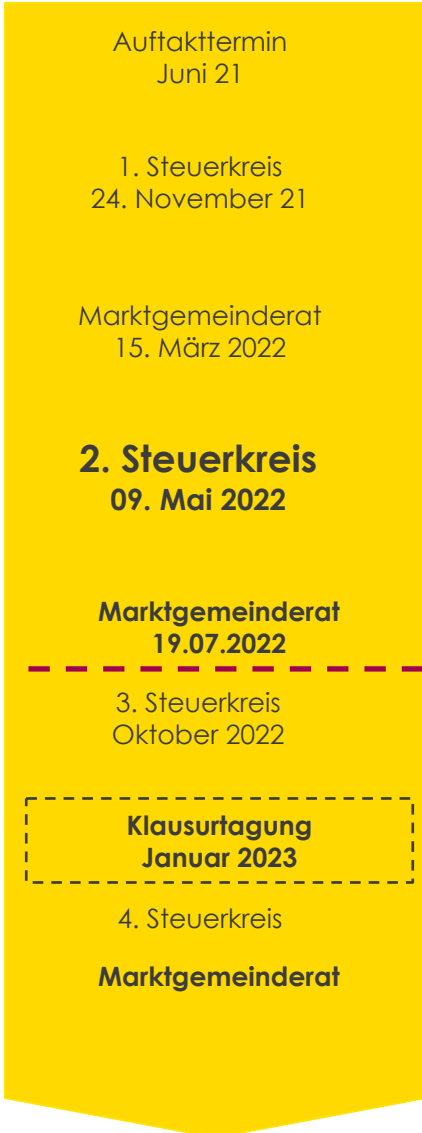 Auftakttermin
Juni 21
1. Steuerkreis
24. November 21
Marktgemeinderat
15. März 2022
2. Steuerkreis
09. Mai 2022
Marktgemeinderat
19.07.2022
3. Steuerkreis
Oktober 2022
Klausurtagung
Januar 2023
4. Steuerkreis
Marktgemeinderat